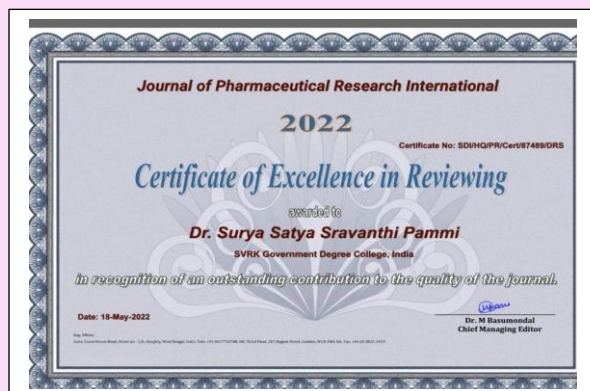 Journal of Pharmaceutical Research International
2022
Certificate No: SDI/HQ/PR/Cert/87489/DRS
Certificate of Excellence in Reviewing
awarded to
Dr. Surya Satya Sravanthi Pammi
SVRK Government Degree College, India
in recognition of an outstanding contribution to the quality of the journal.
Date: 18-May-2022
Dr. M Basumondal
Chief Managing Editor